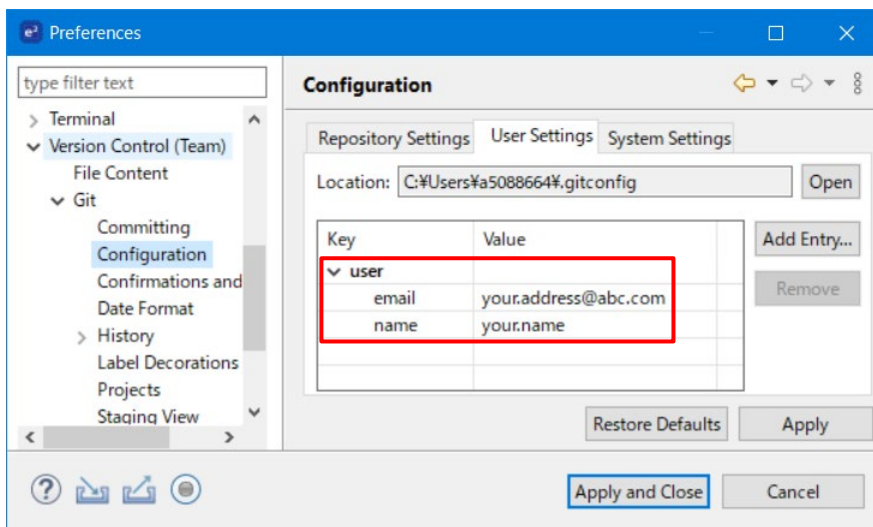 e² Preferences
type filter text
Terminal
Version Control (Team)
File Content
Git
Committing
Configuration
Confirmations and
Date Format
History
Label Decorations
Projects
Staging View
Configuration
Repository Settings User Settings System Settings
Location: C:¥Users¥a5088664¥.gitconfig Open
Key Value Add Entry...
user Remove
email your.address@abc.com
name your.name
Restore Defaults Apply
? Apply and Close Cancel